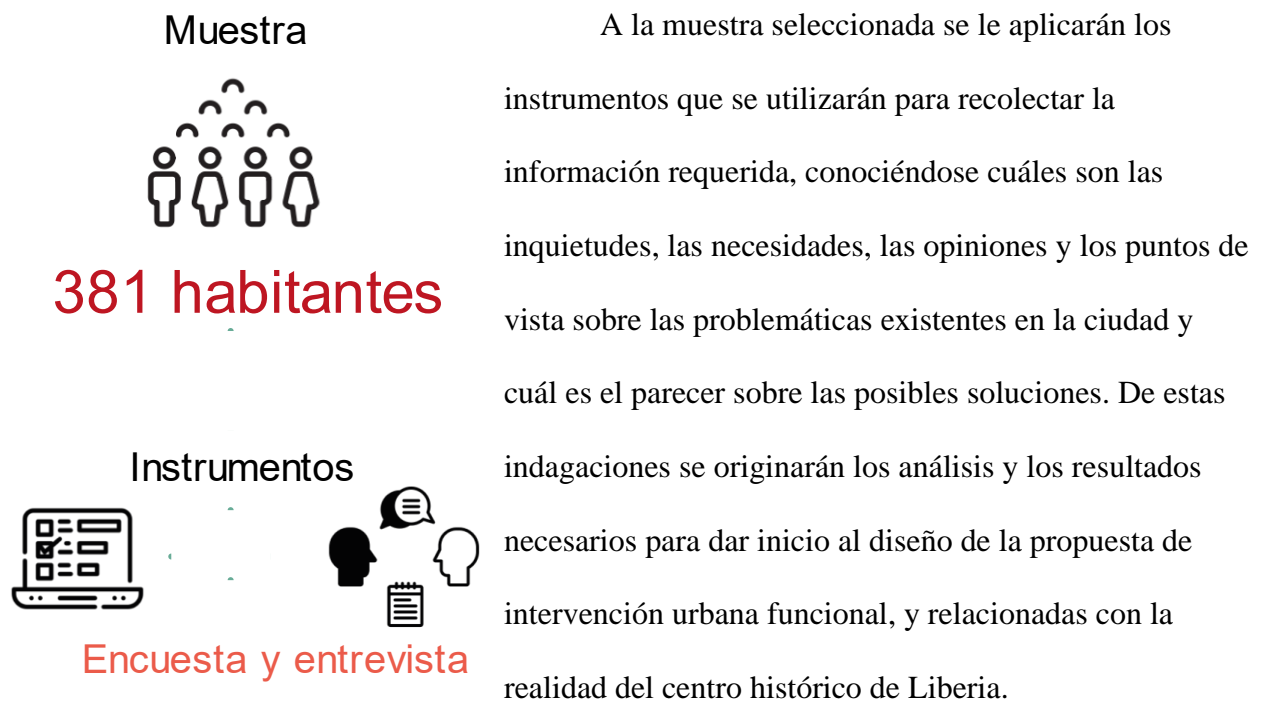 Muestra
381 habitantes
Instrumentos
Encuesta y entrevista
A la muestra seleccionada se le aplicarán los
instrumentos que se utilizarán para recolectar la
información requerida, conociéndose cuáles son las
inquietudes, las necesidades, las opiniones y los puntos de
vista sobre las problemáticas existentes en la ciudad y
cuál es el parecer sobre las posibles soluciones. De estas
indagaciones se originarán los análisis y los resultados
necesarios para dar inicio al diseño de la propuesta de
intervención urbana funcional, y relacionadas con la
realidad del centro histórico de Liberia.